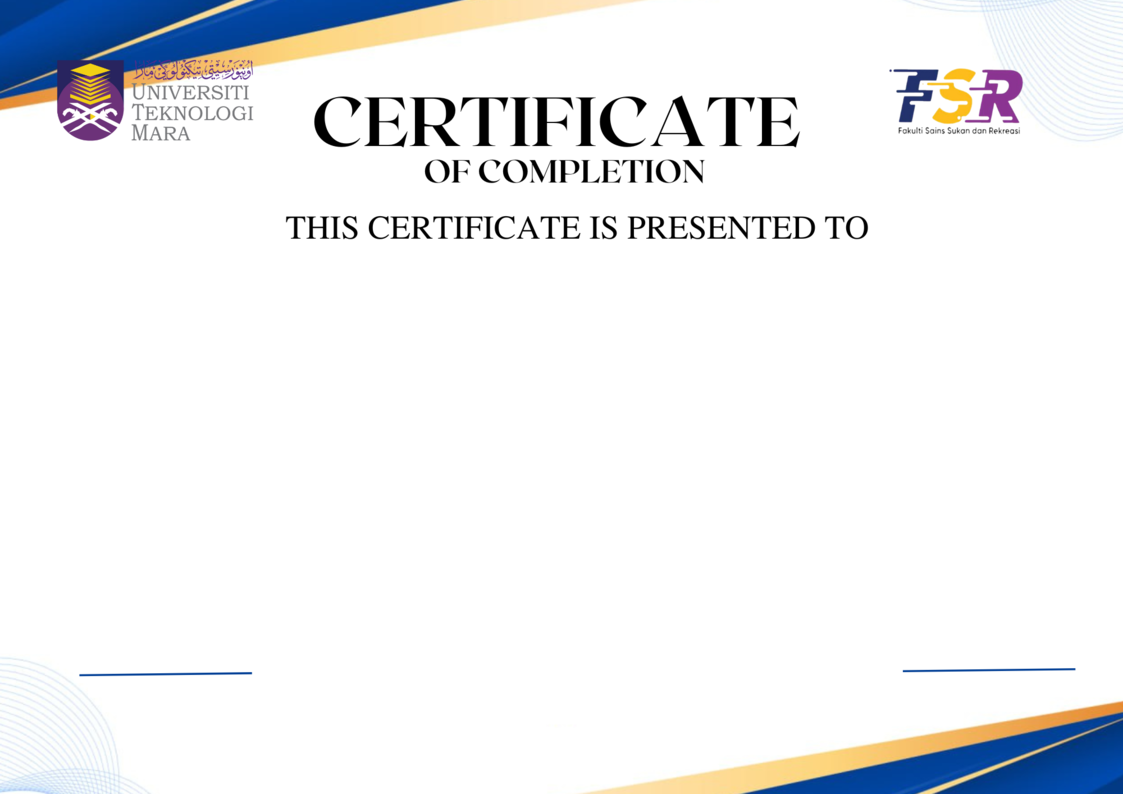 اونيۏرسيتي تيكنولوݢي مارا
UNIVERSITI
TEKNOLOGI
MARA
FSR
Fakulti Sains Sukan dan Rekreasi
CERTIFICATE
OF COMPLETION
THIS CERTIFICATE IS PRESENTED TO